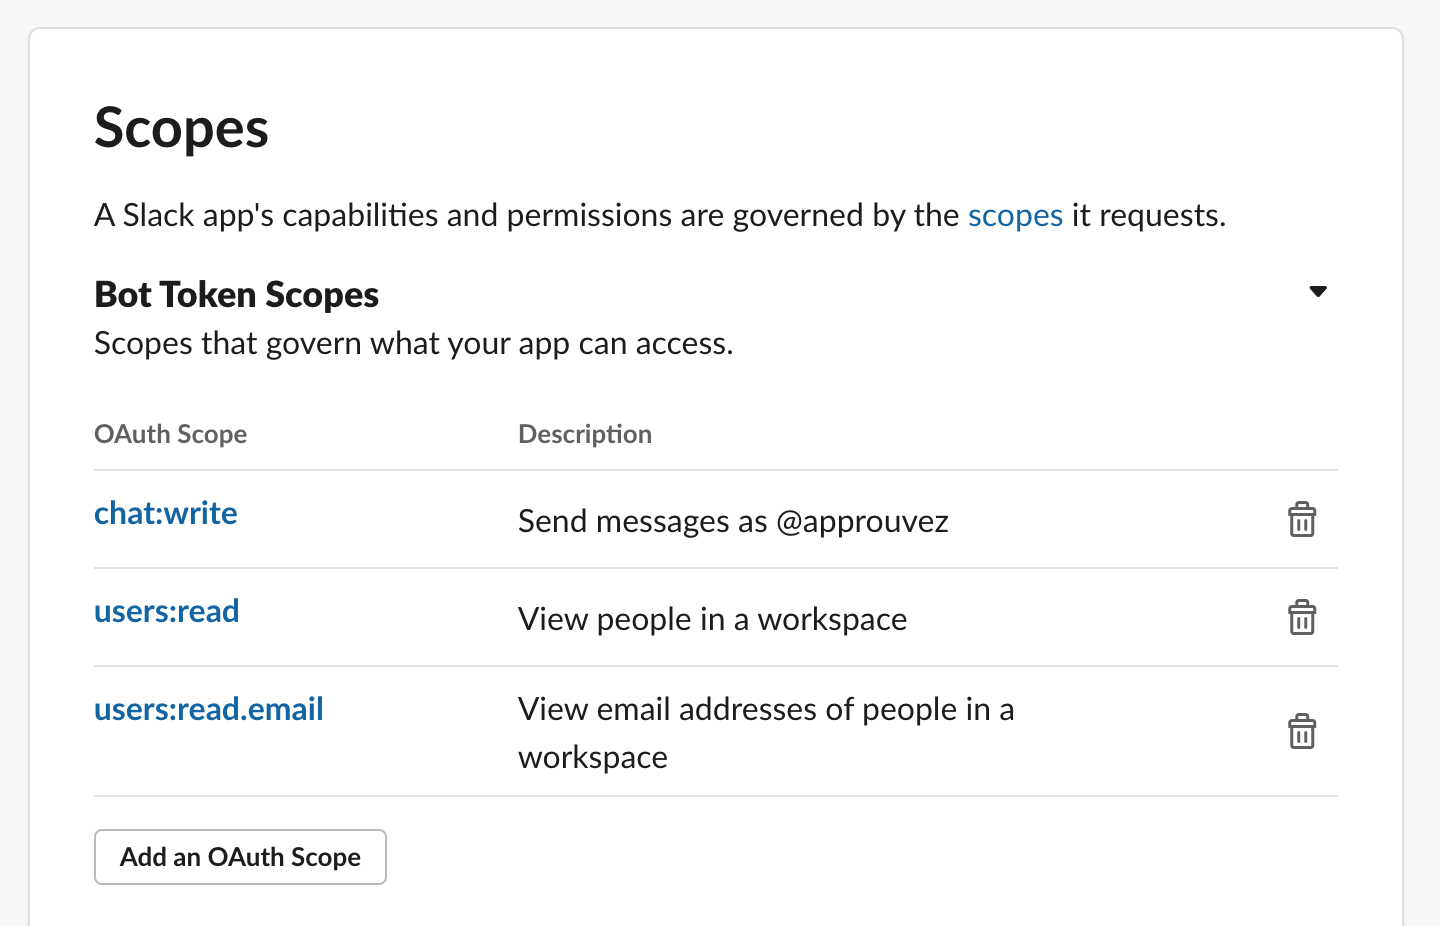 Scopes
A Slack app's capabilities and permissions are governed by the scopes it requests.
Bot Token Scopes
Scopes that govern what your app can access.
OAuth Scope Description
chat:write Send messages as @approuvez
users:read View people in a workspace
users:read.email View email addresses of people in a
workspace
Add an OAuth Scope